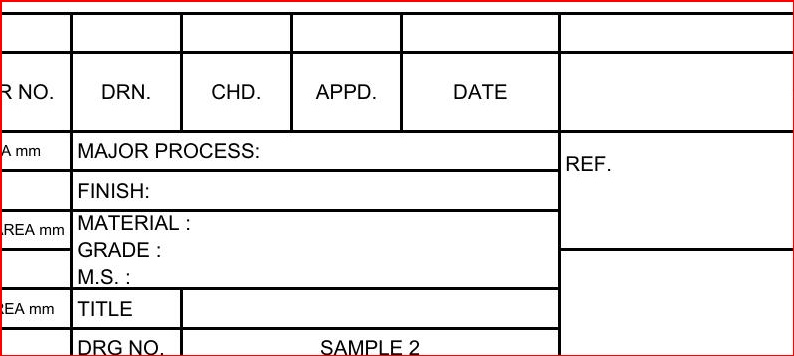 R NO. DRN. CHD. APPD. DATE
A mm MAJOR PROCESS:
REF.
FINISH:
AREA mm MATERIAL :
GRADE :
M.S. :
EA mm TITLE
DRG NO. SAMPLE 2